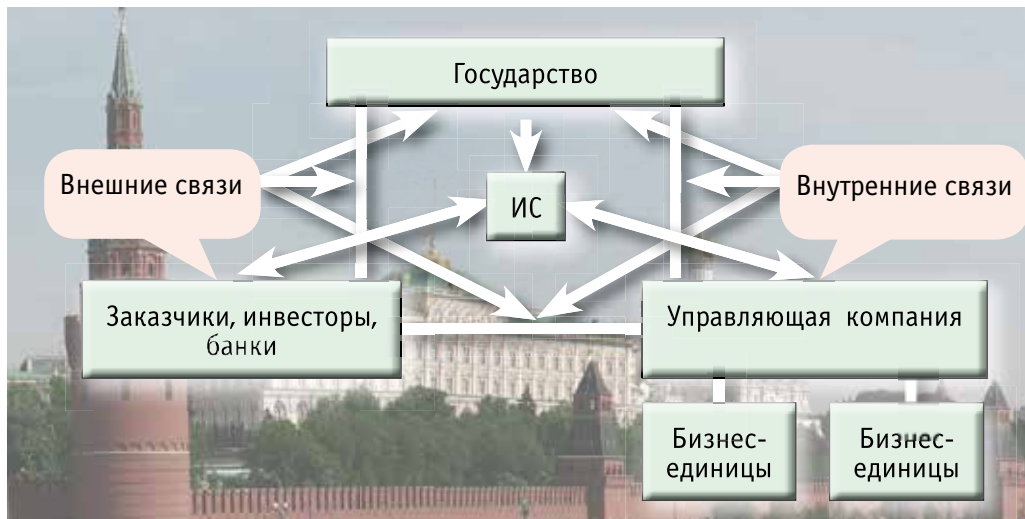 Государство
Внешние связи
ИС
Внутренние связи
Заказчики, инвесторы,
банки
Управляющая компания
Бизнес-
единицы
Бизнес-
единицы